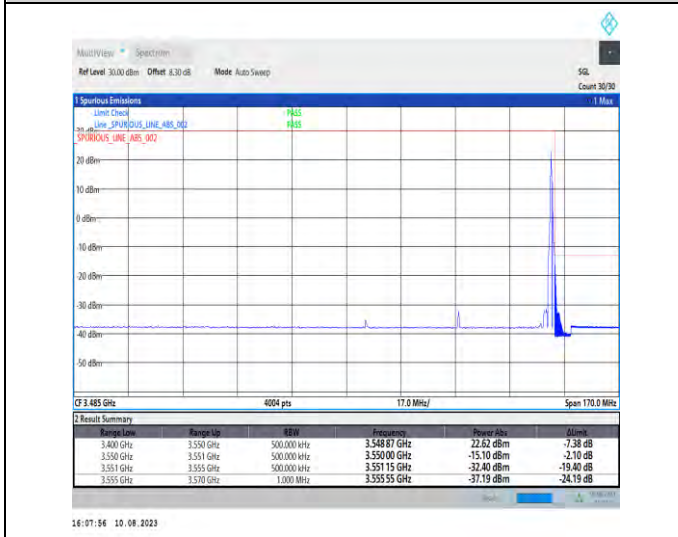 MultiView Spectrum
Ref Level 30.00 dBm Offset 8.30 dB Mode Auto Sweep SGL
Count 30/30
1 Spurious Emissions 1 Max
Limit Check PASS
Line _SPURIOUS_LINE_ABS_002 PASS
_SPURIOUS_LINE_ABS_002
20 dBm
10 dBm
0 dBm
-10 dBm
-20 dBm
-30 dBm
-40 dBm
-50 dBm
CF 3.485 GHz 4004 pts 17.0 MHz/ Span 170.0 MHz
2 Result Summary
Range Low Range Up RBW Frequency Power Abs ΔLimit
3.400 GHz 3.550 GHz 500.000 kHz 3.548 87 GHz 22.62 dBm -7.38 dB
3.550 GHz 3.551 GHz 500.000 kHz 3.550 00 GHz -15.10 dBm -2.10 dB
3.551 GHz 3.555 GHz 500.000 kHz 3.551 15 GHz -32.40 dBm -19.40 dB
3.555 GHz 3.570 GHz 1.000 MHz 3.555 55 GHz -37.19 dBm -24.19 dB
16:07:56 10.08.2023